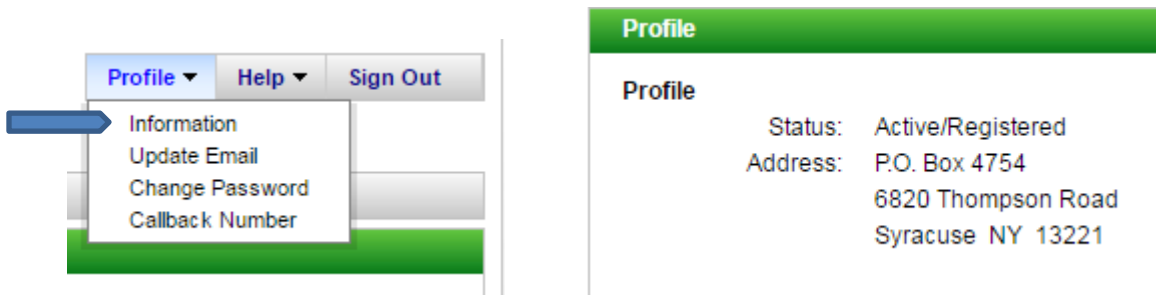 Profile Help Sign Out
Information
Update Email
Change Password
Callback Number
Profile
Profile
Status: Active/Registered
Address: P.O. Box 4754
6820 Thompson Road
Syracuse NY 13221